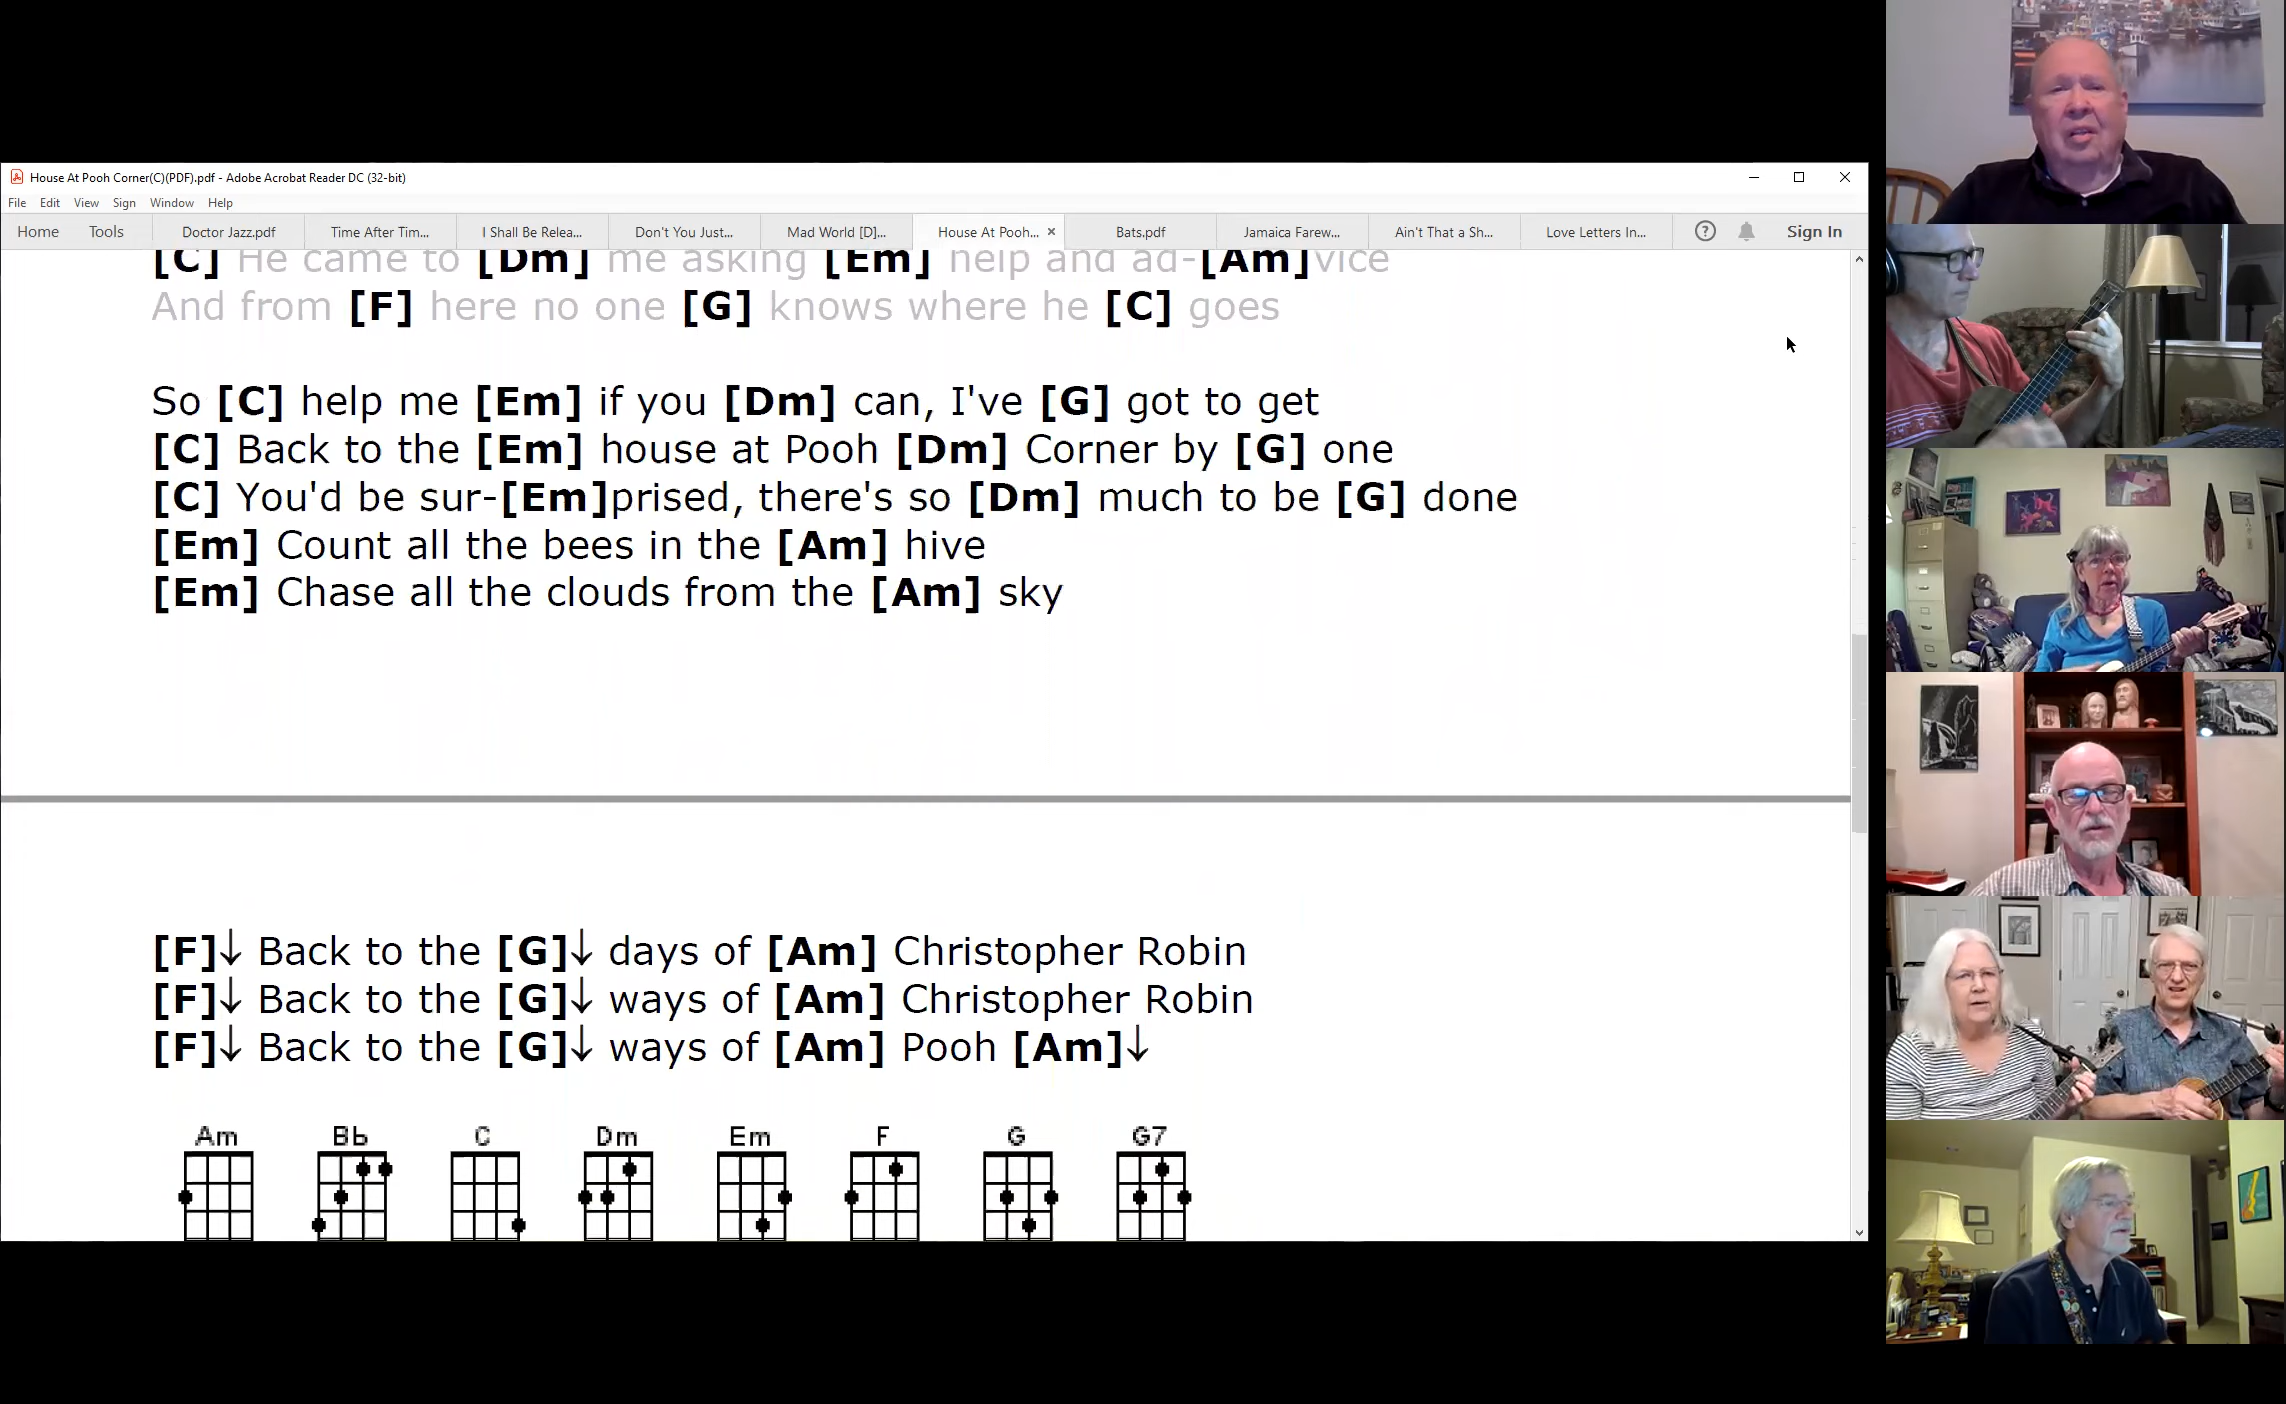 House At Pooh Corner(C)(PDF).pdf - Adobe Acrobat Reader DC (32-bit)
File Edit View Sign Window Help
Home Tools Doctor Jazz.pdf Time After Tim... I Shall Be Relea... Don't You Just... Mad World [D]... House At Pooh... × Bats.pdf Jamaica Farew... Ain't That a Sh... Love Letters In... ? Sign In
[C] He came to [Dm] me asking [Em] help and ad-[Am]vice
And from [F] here no one [G] knows where he [C] goes
So [C] help me [Em] if you [Dm] can, I've [G] got to get
[C] Back to the [Em] house at Pooh [Dm] Corner by [G] one
[C] You'd be sur-[Em]prised, there's so [Dm] much to be [G] done
[Em] Count all the bees in the [Am] hive
[Em] Chase all the clouds from the [Am] sky
[F]↓ Back to the [G]↓ days of [Am] Christopher Robin
[F]↓ Back to the [G]↓ ways of [Am] Christopher Robin
[F]↓ Back to the [G]↓ ways of [Am] Pooh [Am]↓
Am Bb C Dm Em F G G7